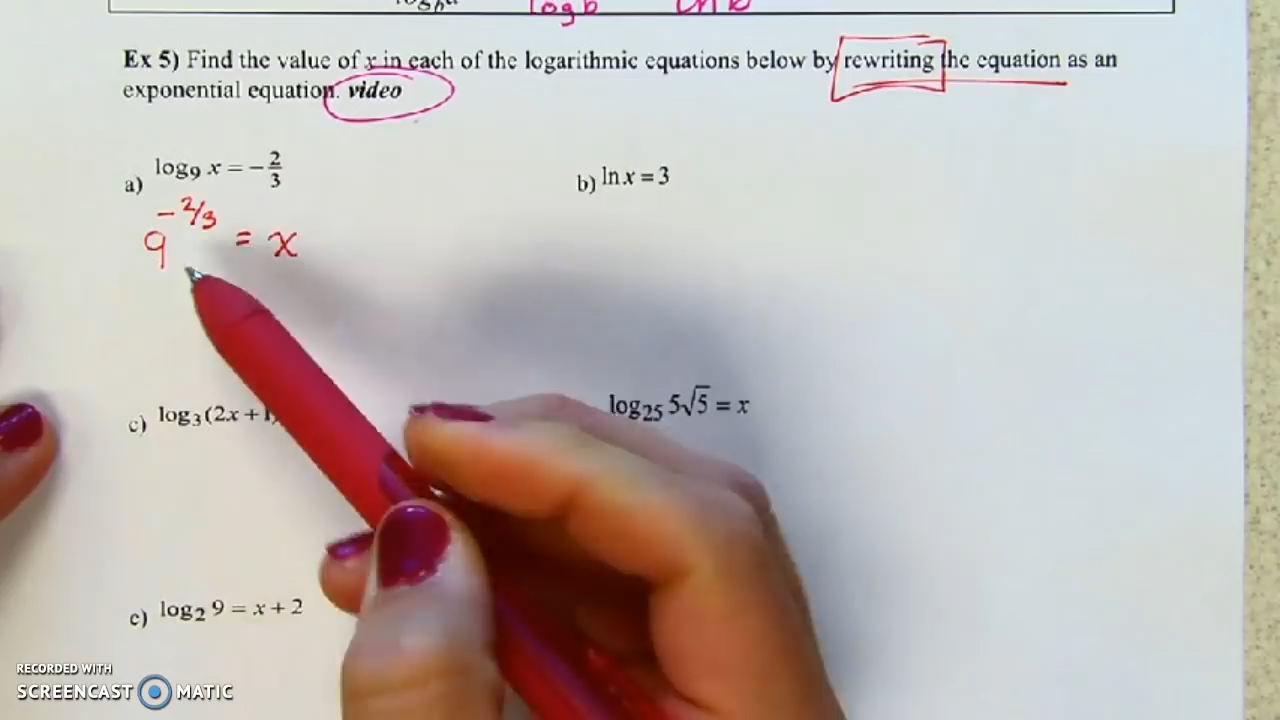 log b ln b
Ex 5) Find the value of x in each of the logarithmic equations below by rewriting the equation as an
exponential equation. video
a) log₉ x = −2/3
b) ln x = 3
9^−2/3 = x
c) log₃(2x + 1
log₂₅ 5√5 = x
e) log₂ 9 = x + 2
RECORDED WITH
SCREENCAST MATIC